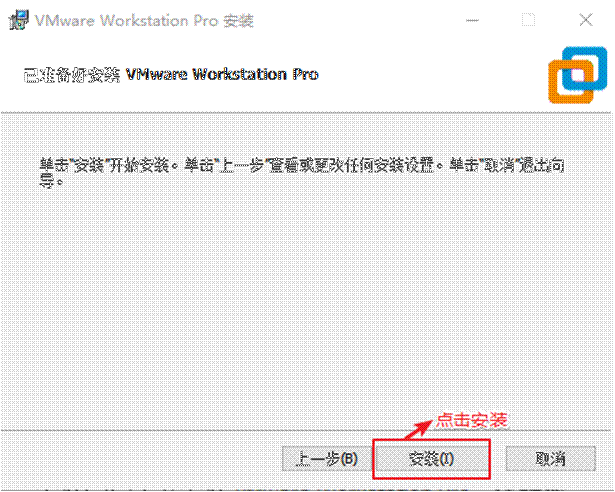 VMware Workstation Pro 安装
已准备好安装 VMware Workstation Pro
单击“安装”开始安装。单击“上一步”查看或更改任何安装设置。单击“取消”退出向
导。
点击安装
上一步(B)
安装(I)
取消